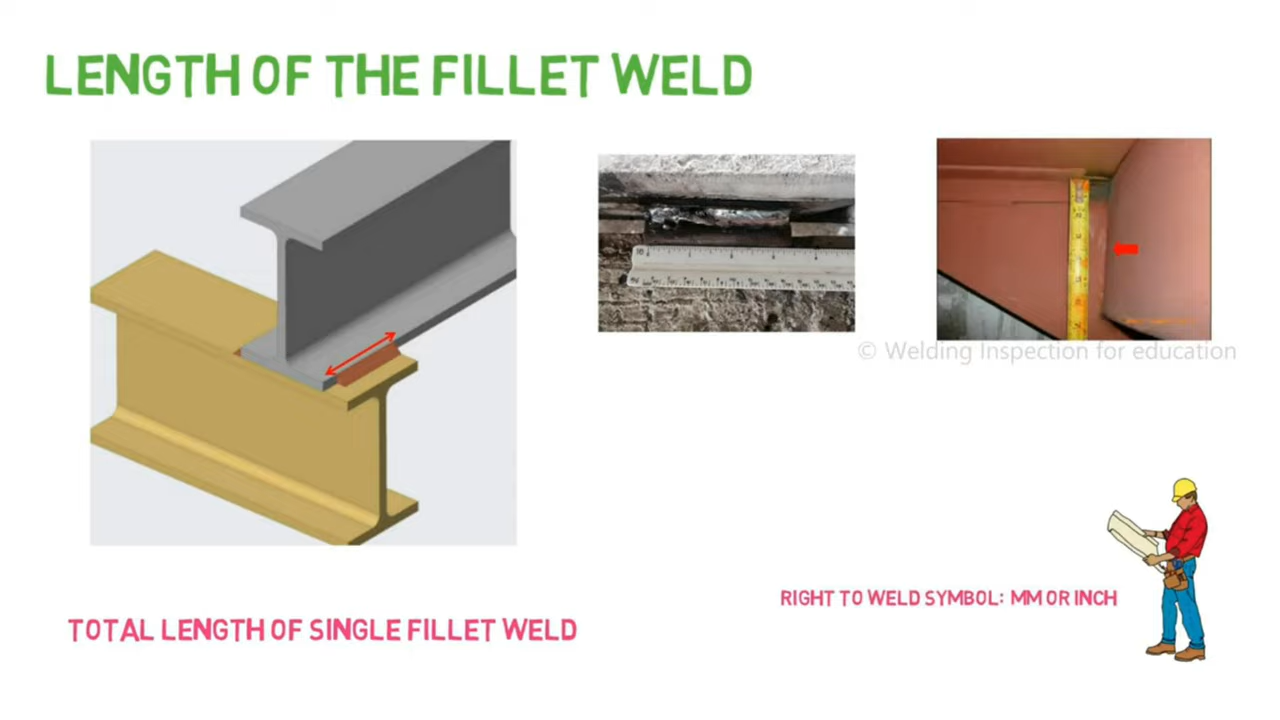 LENGTH OF THE FILLET WELD
© Welding Inspection for education
RIGHT TO WELD SYMBOL: MM OR INCH
TOTAL LENGTH OF SINGLE FILLET WELD